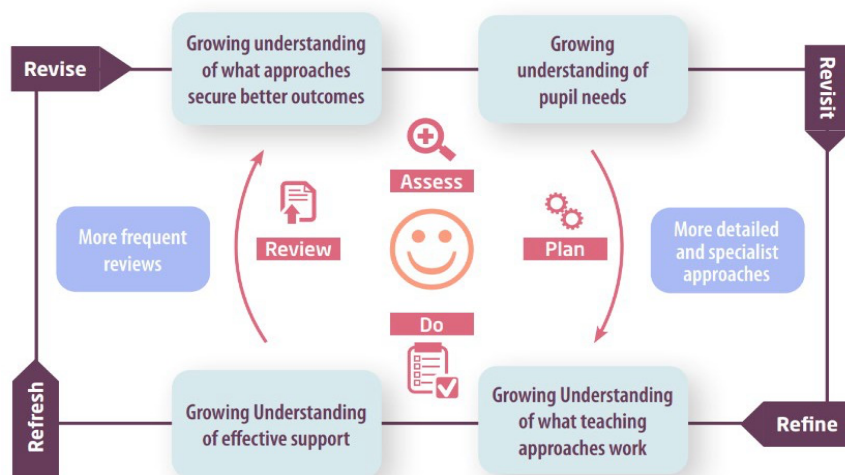 Revise
Growing understanding
of what approaches
secure better outcomes
Growing
understanding of
pupil needs
Revisit
Assess
More frequent
reviews
Review
Plan
More detailed
and specialist
approaches
Do
Refresh
Growing Understanding
of effective support
Growing Understanding
of what teaching
approaches work
Refine